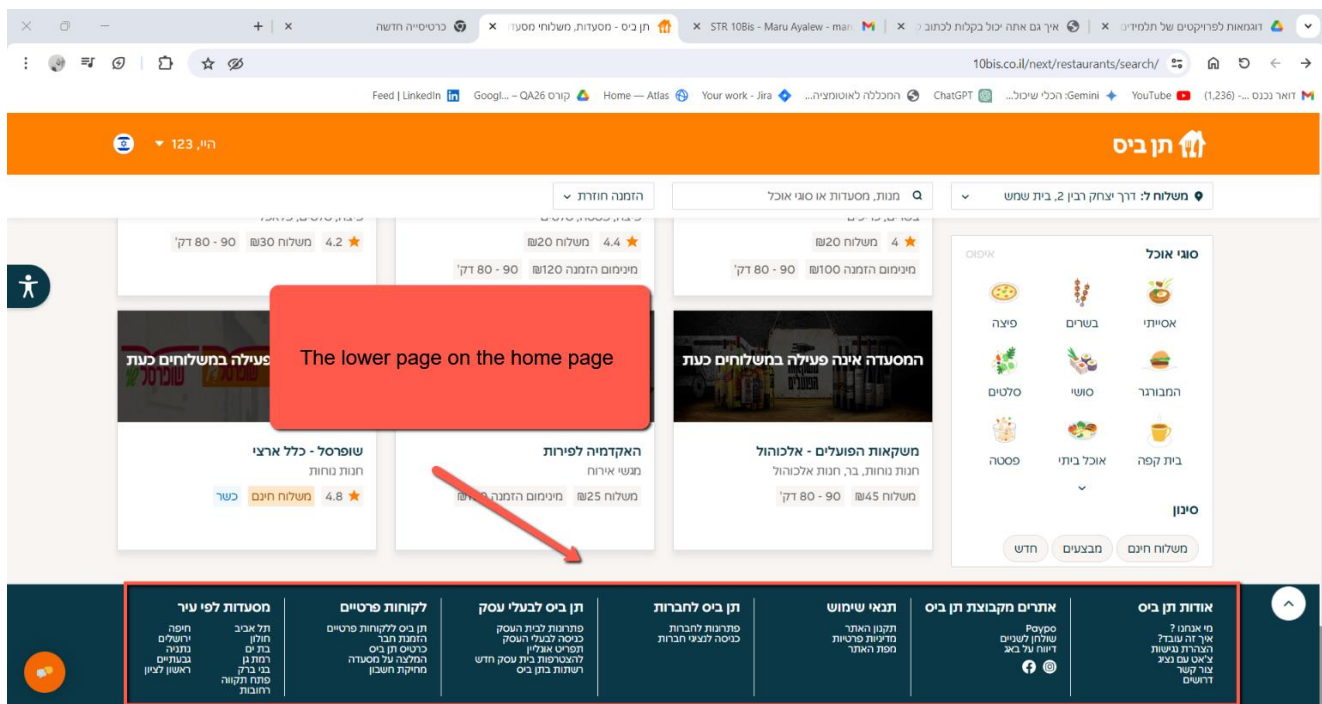 דוגמאות לפרויקטים של תלמידים
איך גם אתה יכול בקלות לכתוב כ
STR 10Bis - Maru Ayalew - mar
תן ביס - מסעדות, משלוחי מסעד
כרטיסייה חדשה
10bis.co.il/next/restaurants/search/
דואר נכנס -... (1,236)
YouTube
Gemini: הכלי שיכול...
ChatGPT
המכללה לאוטומציה...
Your work - Jira
Home — Atlas
קורס QA26 – Googl...
Feed | LinkedIn
תן ביס
היי, 123
משלוח ל: דרך יצחק רבין 2, בית שמש
מנות, מסעדות או סוגי אוכל
הזמנה חוזרת
סוגי אוכל
איפוס
אסייתי
בשרים
פיצה
המבורגר
סושי
סלטים
בית קפה
אוכל ביתי
פסטה
סינון
משלוח חינם
מבצעים
חדש
4 משלוח ₪20
מינימום הזמנה ₪100 80 - 90 דק'
4.4 משלוח ₪20
מינימום הזמנה ₪120 80 - 90 דק'
4.2 משלוח ₪30 80 - 90 דק'
The lower page on the home page
המסעדה אינה פעילה במשלוחים כעת
משקאות הפועלים - אלכוהול
חנות נוחות, בר, חנות אלכוהול
משלוח ₪45 80 - 90 דק'
האקדמיה לפירות
מגשי אירוח
משלוח ₪25 מינימום הזמנה
פעילה במשלוחים כעת
שופרסל
שופרסל - כלל ארצי
חנות נוחות
4.8 משלוח חינם כשר
אודות תן ביס
מי אנחנו ?
איך זה עובד?
הצהרת נגישות
צ'אט עם נציג
צור קשר
דרושים
אתרים מקבוצת תן ביס
Paypo
שולחן לשניים
דיווח על באג
תנאי שימוש
תקנון האתר
מדיניות פרטיות
מפת האתר
תן ביס לחברות
פתרונות לחברות
כניסה לנציגי חברות
תן ביס לבעלי עסק
פתרונות לבית העסק
כניסה לבעלי העסק
תפריט אונליין
להצטרפות בית עסק חדש
רשתות בתן ביס
לקוחות פרטיים
תן ביס ללקוחות פרטיים
הזמנת חבר
כרטיס תן ביס
המלצה על מסעדה
מחיקת חשבון
מסעדות לפי עיר
תל אביב
חולון
בת ים
רמת גן
בני ברק
פתח תקווה
רחובות
חיפה
ירושלים
נתניה
גבעתיים
ראשון לציון